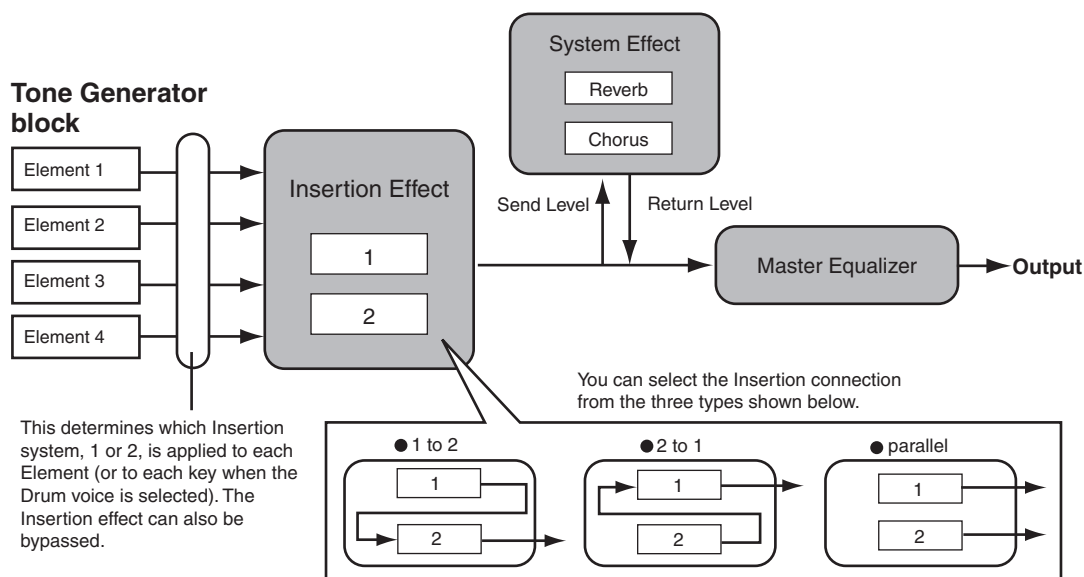 System Effect
Reverb
Chorus
Tone Generator
block
Element 1
Element 2
Element 3
Element 4
Insertion Effect
1
2
Send Level
Return Level
Master Equalizer
Output
This determines which Insertion
system, 1 or 2, is applied to each
Element (or to each key when the
Drum voice is selected). The
Insertion effect can also be
bypassed.
You can select the Insertion connection
from the three types shown below.
● 1 to 2
1
2
● 2 to 1
1
2
● parallel
1
2